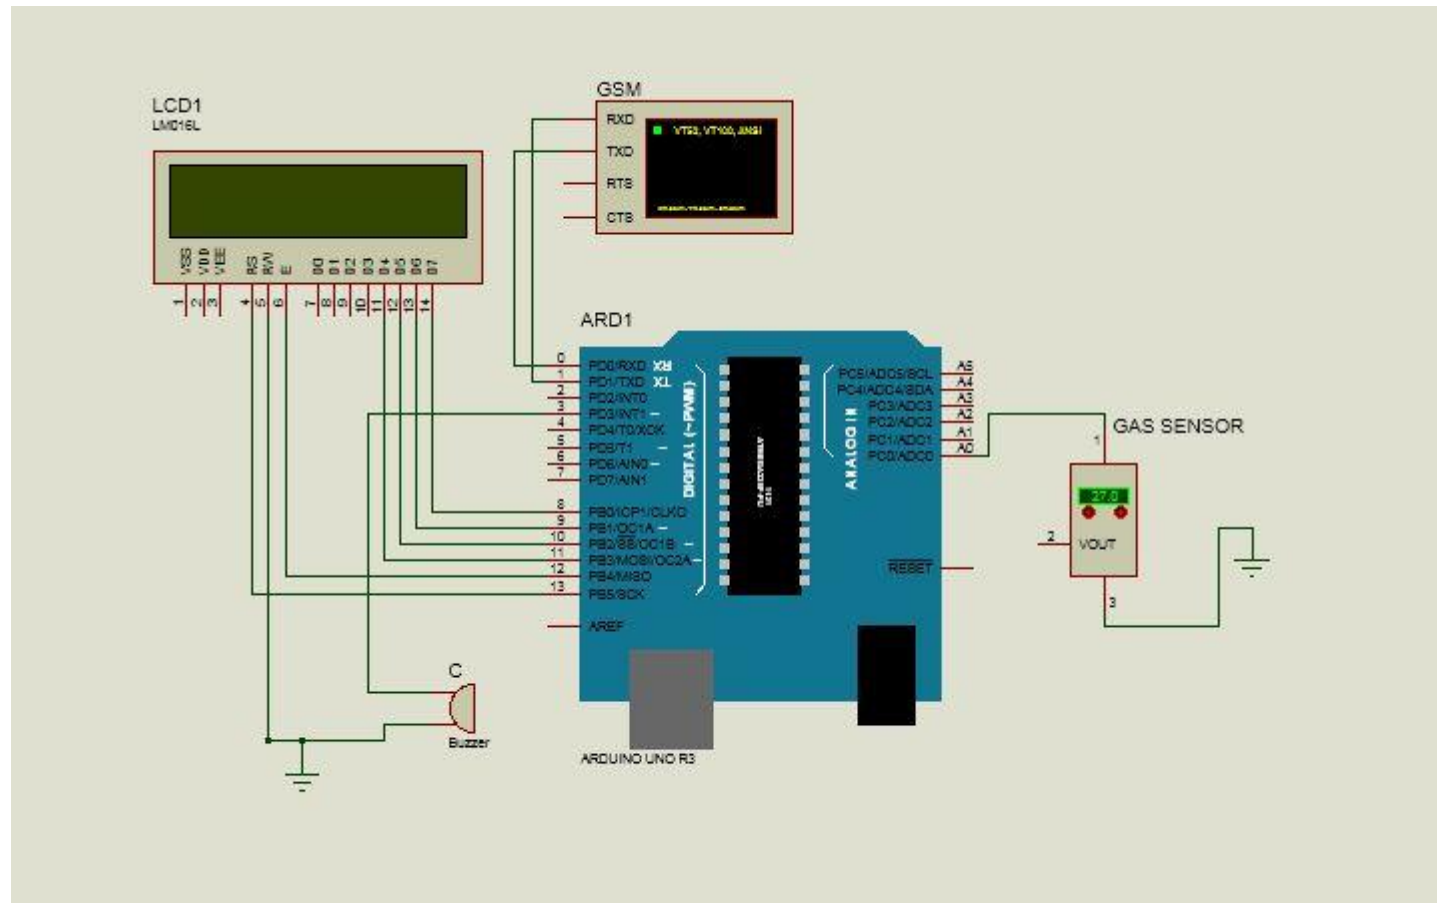 GSM
LCD1
LM016L
RXD
TXD
RTS
CTS
VT52, VT100, ANSI
VSS
VDD
VEE
RS
RW
E
D0
D1
D2
D3
D4
D5
D6
D7
1
2
3
4
5
6
7
8
9
10
11
12
13
14
ARD1
0 PD0/RXD RX
1 PD1/TXD TX
2 PD2/INT0
3 PD3/INT1 ~
4 PD4/T0/XCK
5 PD5/T1 ~
6 PD6/AIN0 ~
7 PD7/AIN1
8 PB0/ICP1/CLKO
9 PB1/OC1A ~
10 PB2/SS/OC1B ~
11 PB3/MOSI/OC2A ~
12 PB4/MISO
13 PB5/SCK
AREF
DIGITAL (~PWM)
ANALOG IN
PC5/ADC5/SCL A5
PC4/ADC4/SDA A4
PC3/ADC3 A3
PC2/ADC2 A2
PC1/ADC1 A1
PC0/ADC0 A0
RESET
GAS SENSOR
1
27.0
2 VOUT
3
C
Buzzer
ARDUINO UNO R3